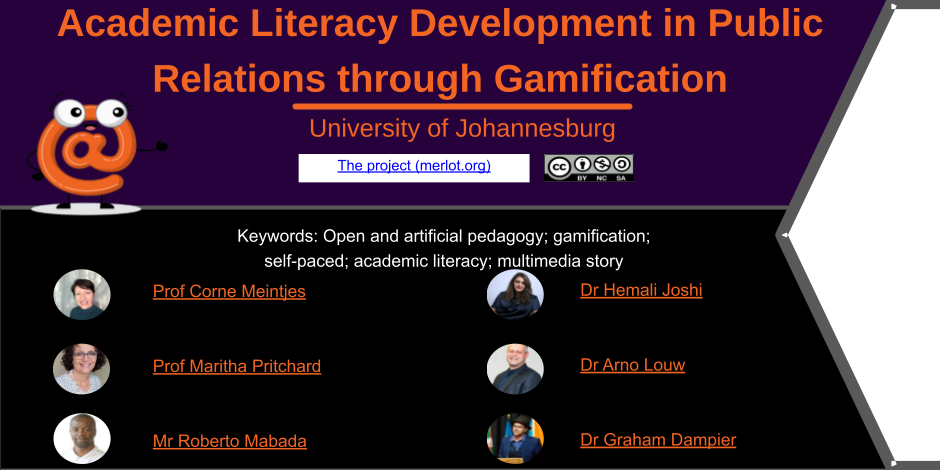 Academic Literacy Development in Public
Relations through Gamification
University of Johannesburg
The project (merlot.org)
cc
BY NC SA
Keywords: Open and artificial pedagogy; gamification;
self-paced; academic literacy; multimedia story
Prof Corne Meintjes
Dr Hemali Joshi
Prof Maritha Pritchard
Dr Arno Louw
Mr Roberto Mabada
Dr Graham Dampier